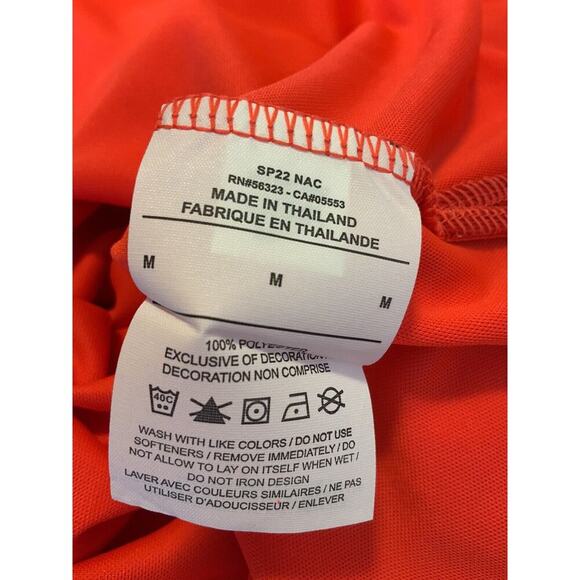 SP22 NAC
RN#56323 - CA#05553
MADE IN THAILAND
FABRIQUE EN THAILANDE
M M M
100% POLYESTER
EXCLUSIVE OF DECORATION
DECORATION NON COMPRISE
40C
WASH WITH LIKE COLORS / DO NOT USE
SOFTENERS / REMOVE IMMEDIATELY / DO
NOT ALLOW TO LAY ON ITSELF WHEN WET /
DO NOT IRON DESIGN
LAVER AVEC COULEURS SIMILAIRES / NE PAS
UTILISER D'ADOUCISSEUR / ENLEVER